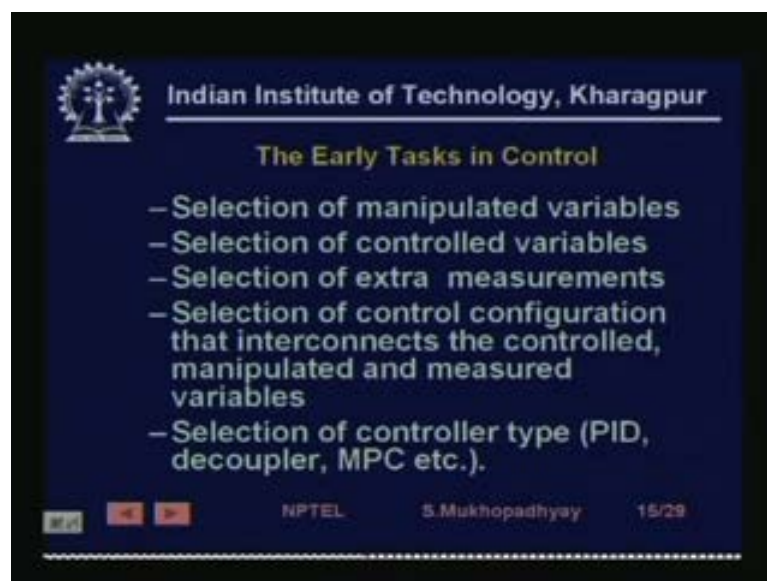 Indian Institute of Technology, Kharagpur
The Early Tasks in Control
– Selection of manipulated variables
– Selection of controlled variables
– Selection of extra measurements
– Selection of control configuration
that interconnects the controlled,
manipulated and measured
variables
– Selection of controller type (PID,
decoupler, MPC etc.).
NPTEL S.Mukhopadhyay 15/29